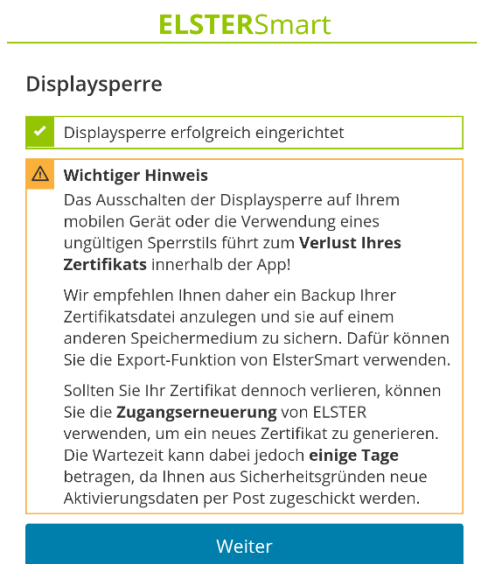 ELSTERSmart
Displaysperre
Displaysperre erfolgreich eingerichtet
Wichtiger Hinweis
Das Ausschalten der Displaysperre auf Ihrem
mobilen Gerät oder die Verwendung eines
ungültigen Sperrstils führt zum Verlust Ihres
Zertifikats innerhalb der App!
Wir empfehlen Ihnen daher ein Backup Ihrer
Zertifikatsdatei anzulegen und sie auf einem
anderen Speichermedium zu sichern. Dafür können
Sie die Export-Funktion von ElsterSmart verwenden.
Sollten Sie Ihr Zertifikat dennoch verlieren, können
Sie die Zugangserneuerung von ELSTER
verwenden, um ein neues Zertifikat zu generieren.
Die Wartezeit kann dabei jedoch einige Tage
betragen, da Ihnen aus Sicherheitsgründen neue
Aktivierungsdaten per Post zugeschickt werden.
Weiter